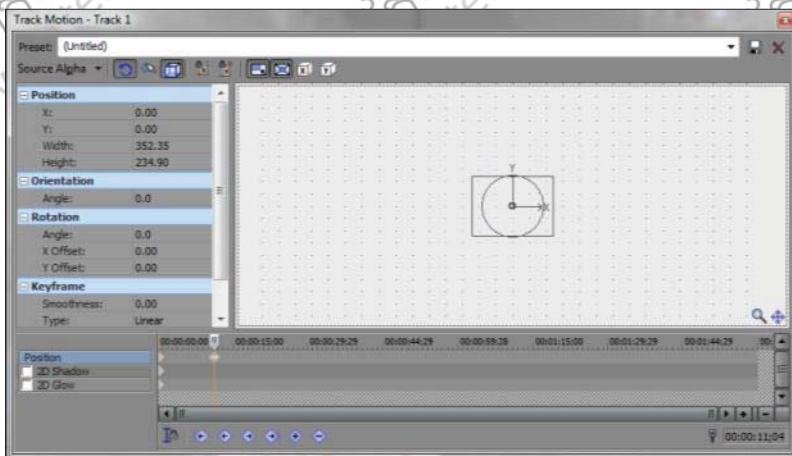 Track Motion - Track 1
Preset: (Untitled)
Source Alpha
Position
X: 0.00
Y: 0.00
Width: 352.35
Height: 234.90
Orientation
Angle: 0.0
Rotation
Angle: 0.0
X Offset: 0.00
Y Offset: 0.00
Keyframe
Smoothness: 0.00
Type: Linear
Y
X
00:00:00:00 00:00:15:00 00:00:29:29 00:00:44:29 00:00:59:28 00:01:15:00 00:01:29:29 00:01:44:29 00:
Position
2D Shadow
2D Glow
00:00:11;04